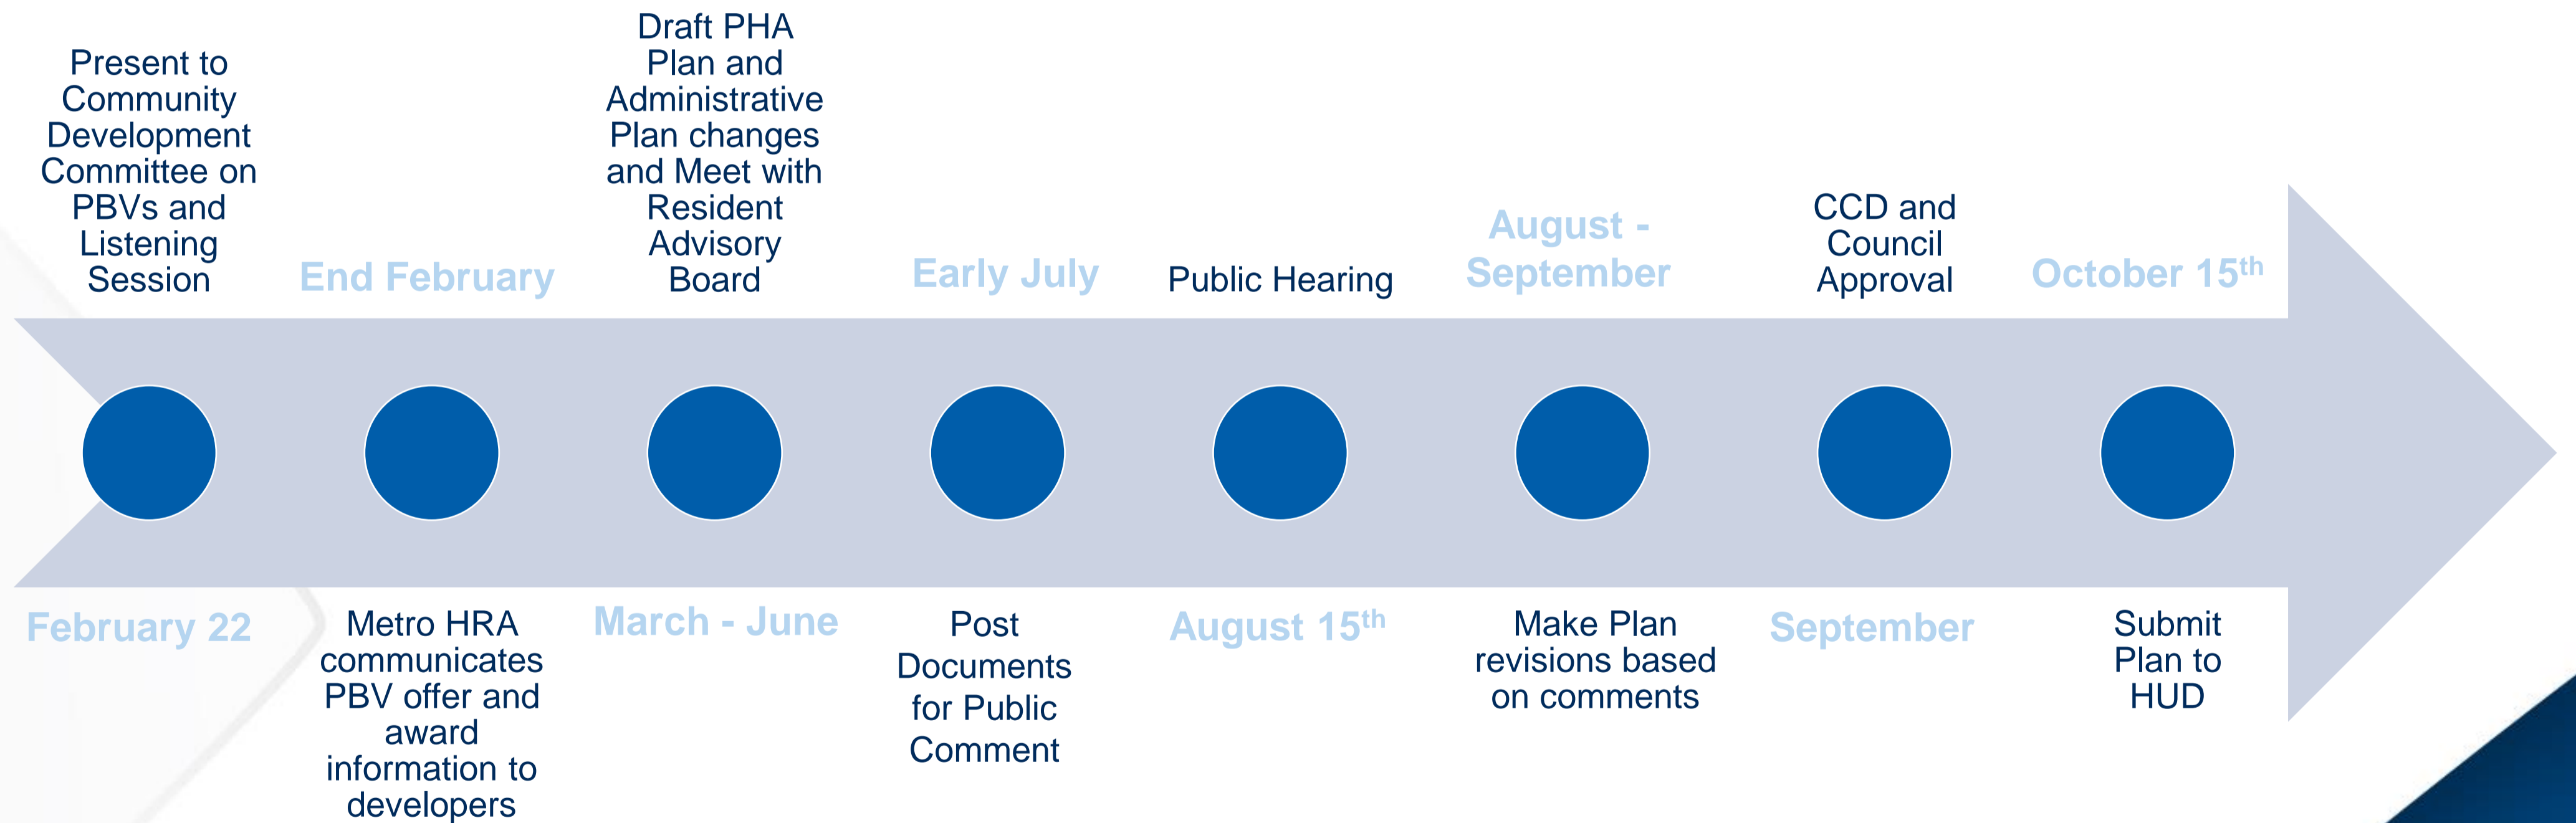 Present to
Community
Development
Committee on
PBVs and
Listening
Session
February 22
End February
Metro HRA
communicates
PBV offer and
award
information to
developers
Draft PHA
Plan and
Administrative
Plan changes
and Meet with
Resident
Advisory
Board
March - June
Early July
Post
Documents
for Public
Comment
Public Hearing
August 15th
August -
September
Make Plan
revisions based
on comments
CCD and
Council
Approval
September
October 15th
Submit
Plan to
HUD